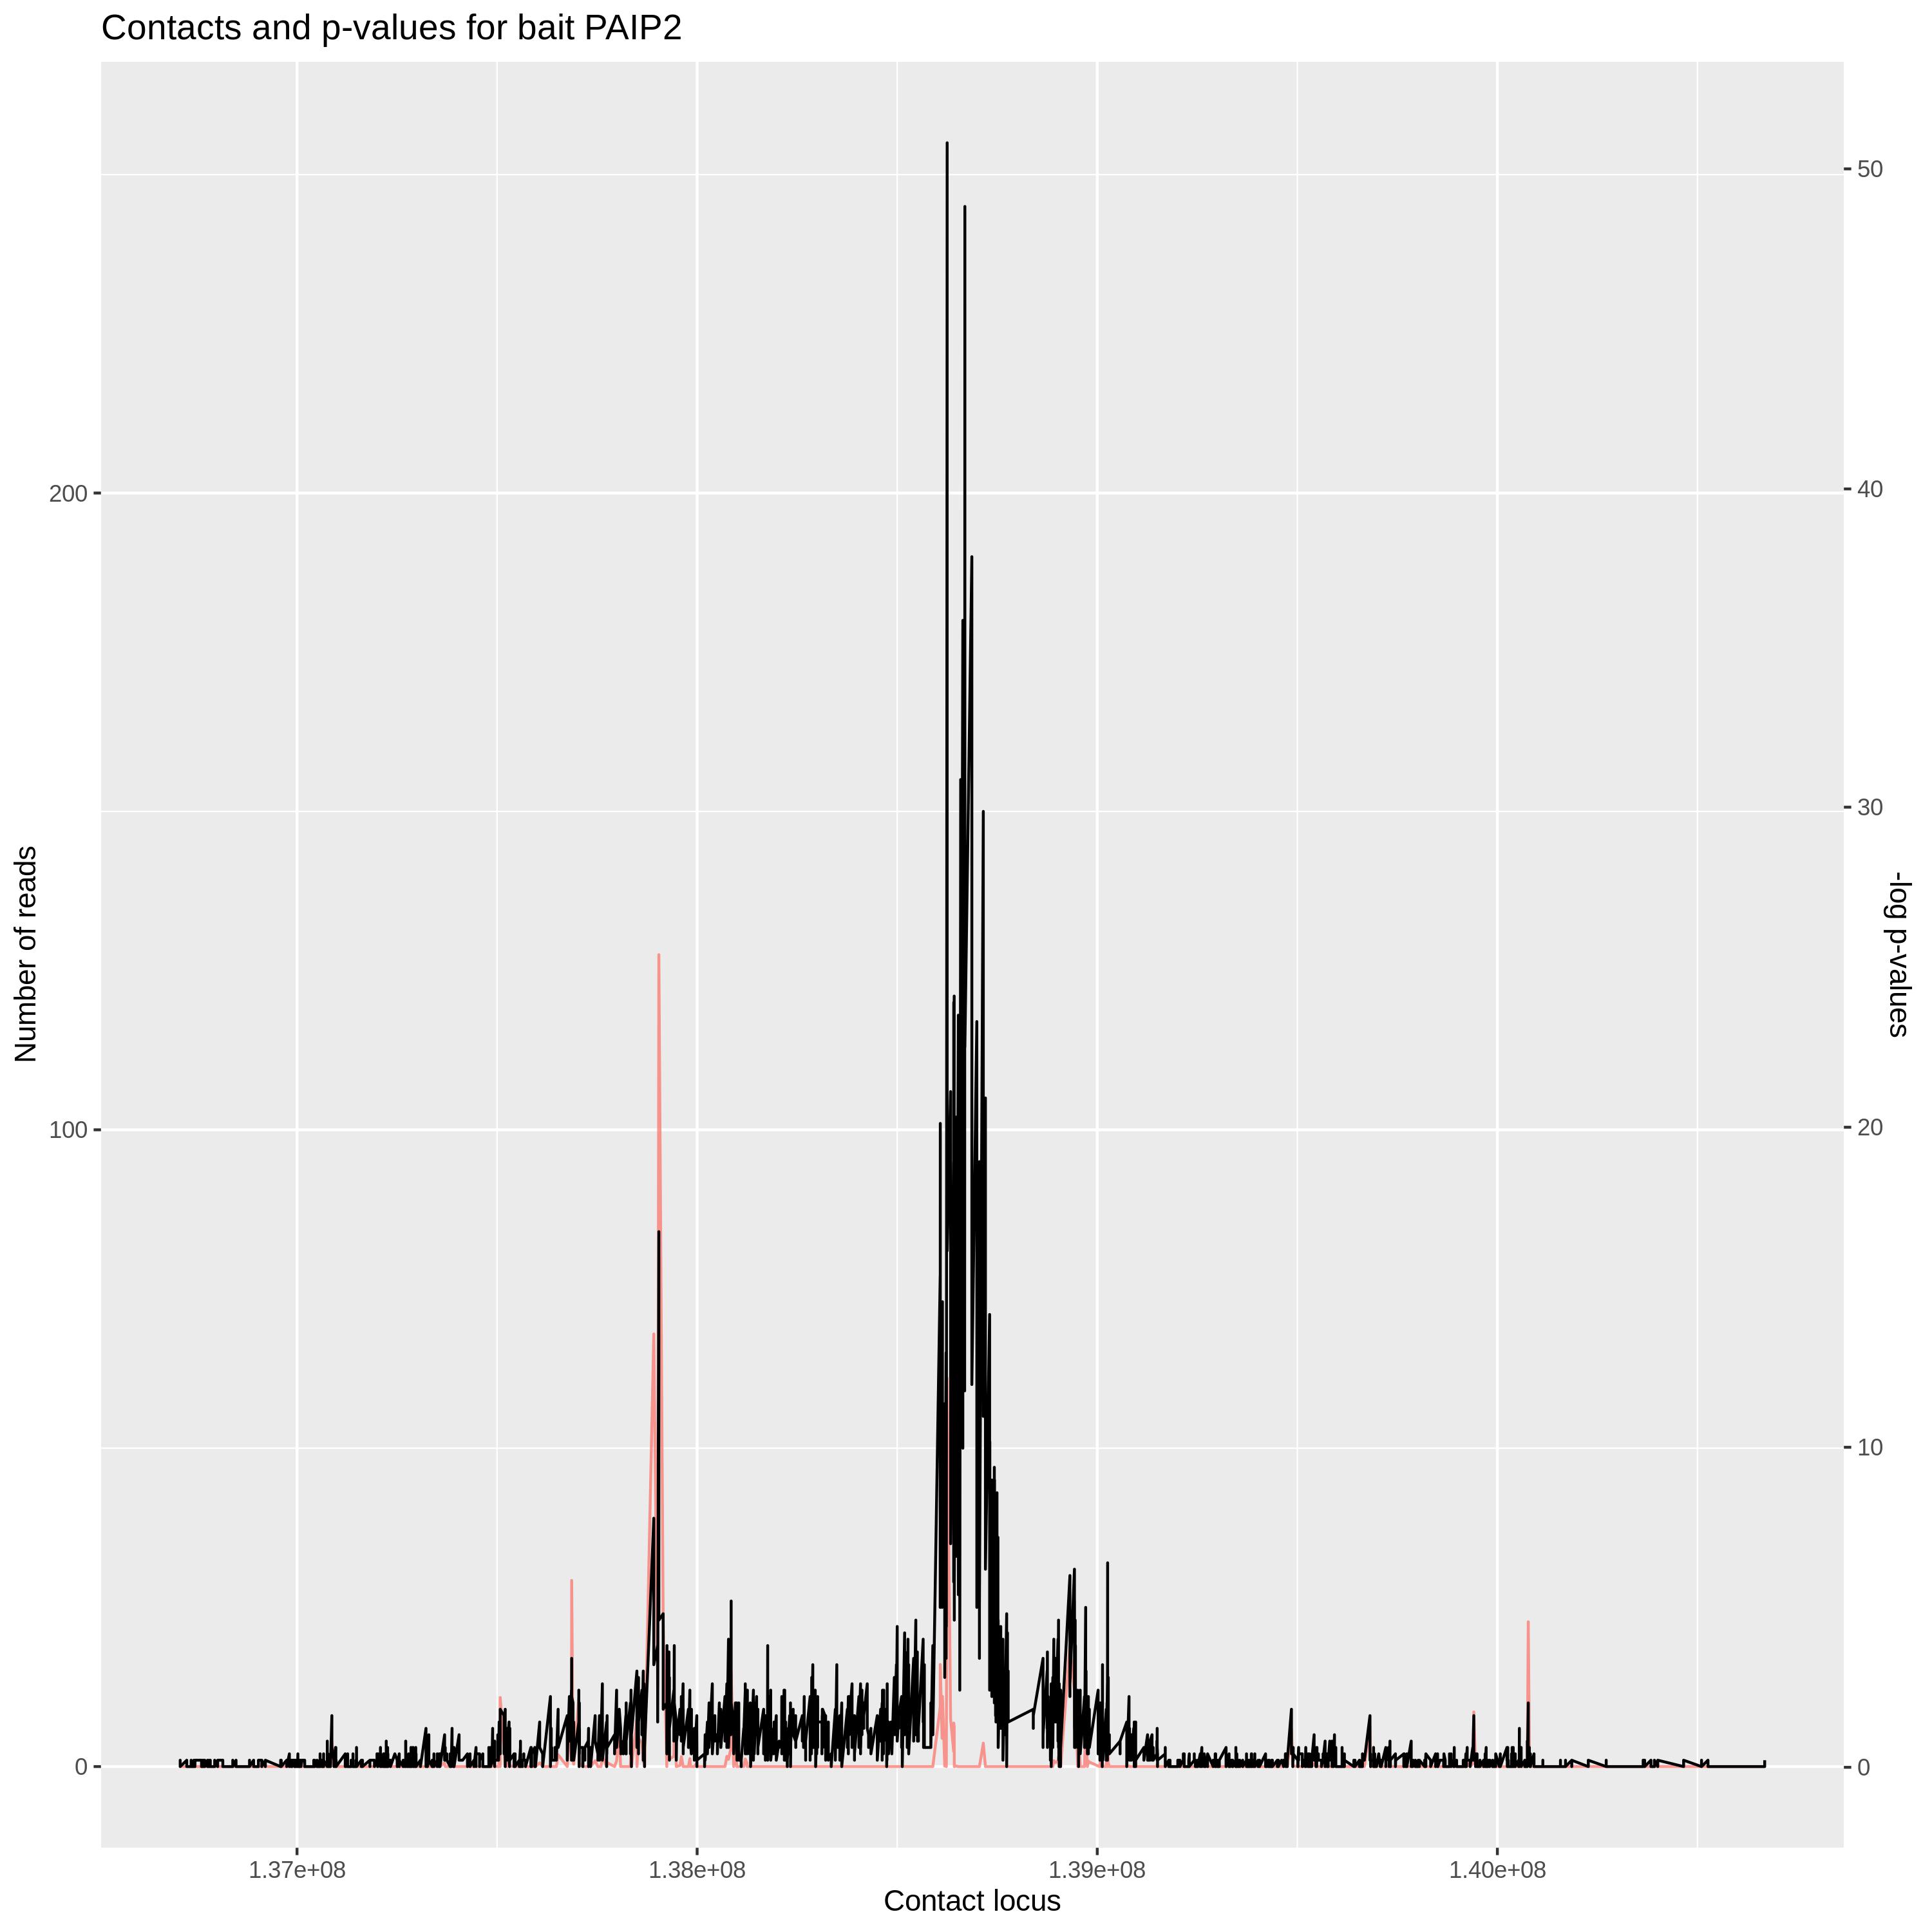 Contacts and p-values for bait PAIP2
Number of reads
200
100
0
50
40
30
20
10
0
-log p-values
1.37e+08
1.38e+08
1.39e+08
1.40e+08
Contact locus